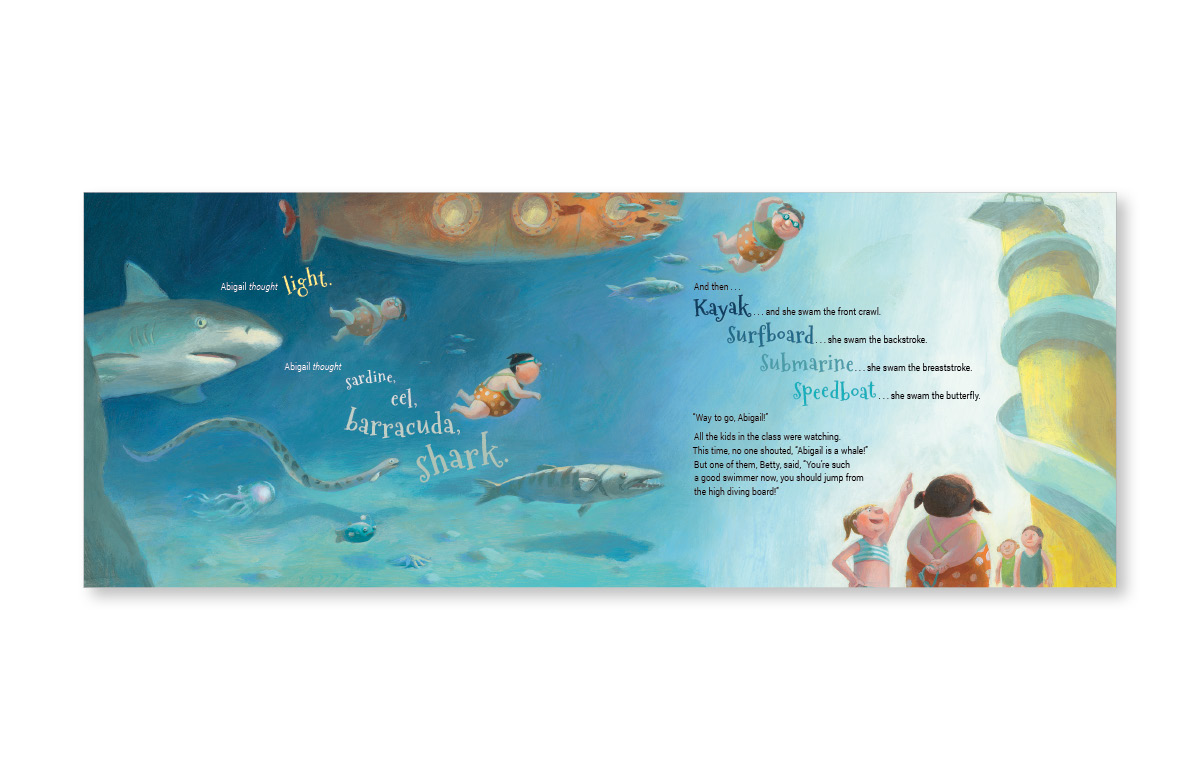 Abigail thought light.
Abigail thought
sardine,
eel,
barracuda,
shark.
And then . . .
Kayak . . . and she swam the front crawl.
Surfboard . . . she swam the backstroke.
Submarine . . . she swam the breaststroke.
Speedboat . . . she swam the butterfly.
“Way to go, Abigail!”
All the kids in the class were watching.
This time, no one shouted, “Abigail is a whale!”
But one of them, Betty, said, “You’re such
a good swimmer now, you should jump from
the high diving board!”